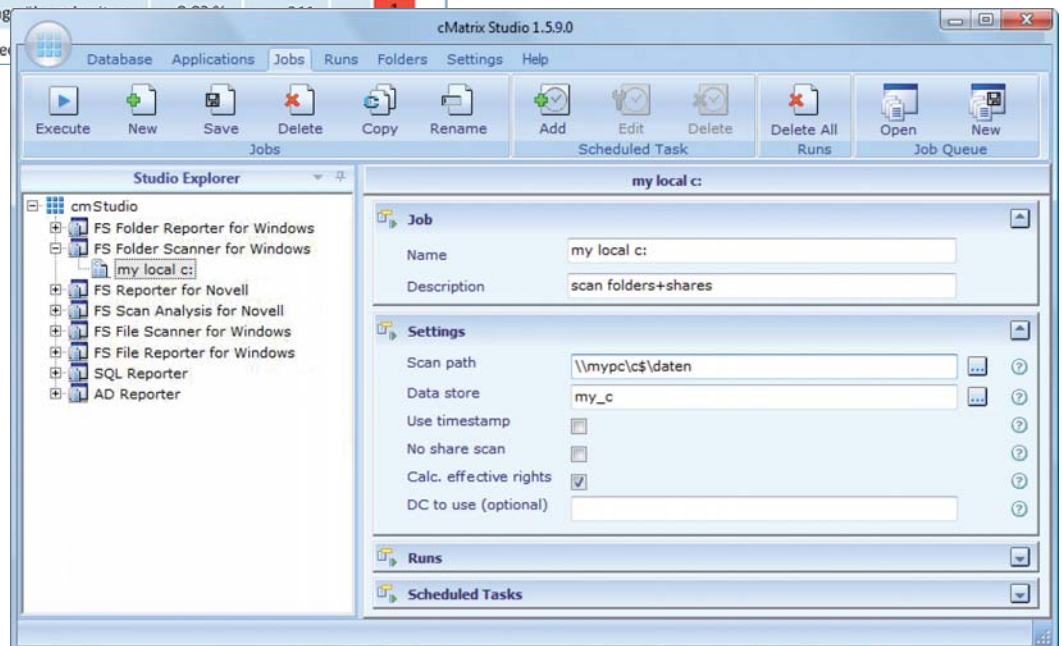 cMatrix Studio 1.5.9.0
Database Applications Jobs Runs Folders Settings Help
Execute New Save Delete Copy Rename Add Edit Delete Delete All Open New
Jobs Scheduled Task Runs Job Queue
Studio Explorer
cmStudio
FS Folder Reporter for Windows
FS Folder Scanner for Windows
my local c:
FS Reporter for Novell
FS Scan Analysis for Novell
FS File Scanner for Windows
FS File Reporter for Windows
SQL Reporter
AD Reporter
my local c:
Job
Name my local c:
Description scan folders+shares
Settings
Scan path \\mypc\c$\daten
Data store my_c
Use timestamp
No share scan
Calc. effective rights
DC to use (optional)
Runs
Scheduled Tasks